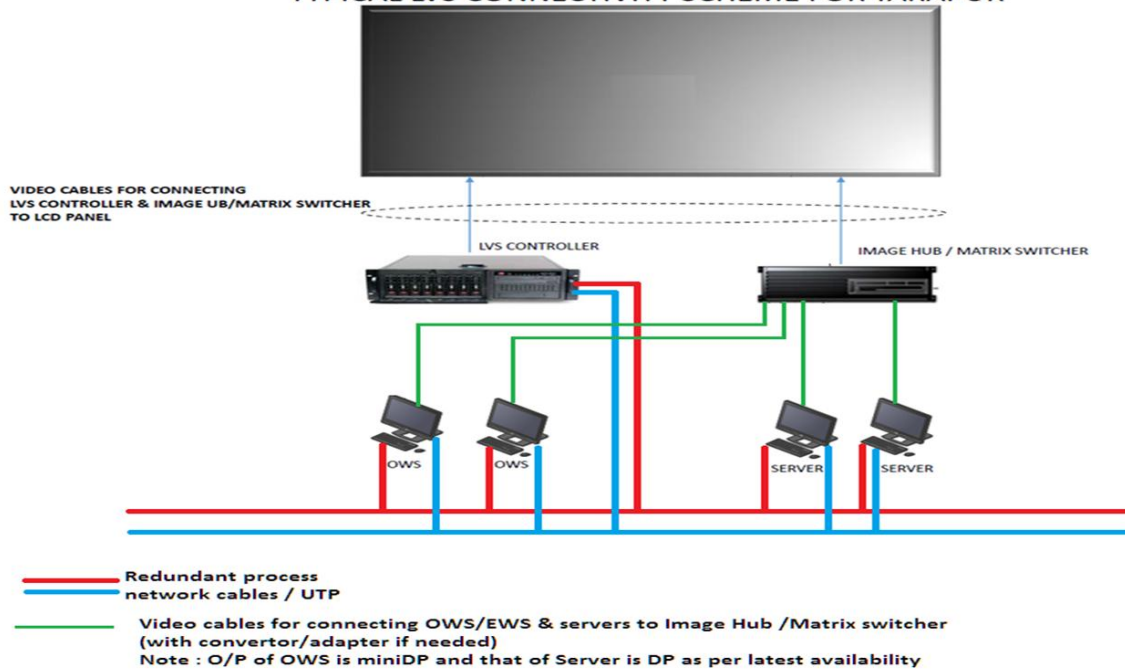 VIDEO CABLES FOR CONNECTING
LVS CONTROLLER & IMAGE UB/MATRIX SWITCHER
TO LCD PANEL
LVS CONTROLLER
IMAGE HUB / MATRIX SWITCHER
OWS
OWS
SERVER
SERVER
Redundant process
network cables / UTP
Video cables for connecting OWS/EWS & servers to Image Hub /Matrix switcher
(with convertor/adapter if needed)
Note : O/P of OWS is miniDP and that of Server is DP as per latest availability